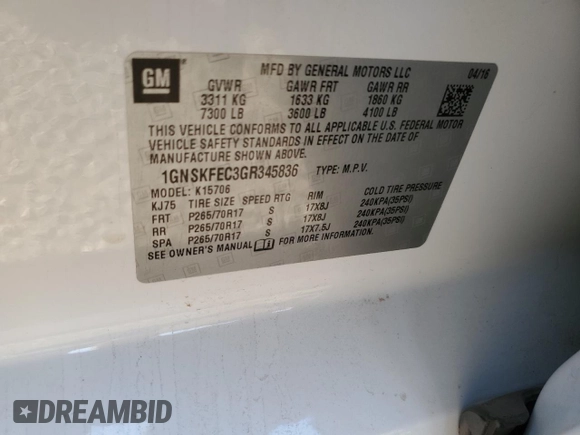 GM
MFD BY GENERAL MOTORS LLC 04/16
GVWR GAWR FRT GAWR RR
3311 KG 1633 KG 1860 KG
7300 LB 3600 LB 4100 LB
THIS VEHICLE CONFORMS TO ALL APPLICABLE U.S. FEDERAL MOTOR
VEHICLE SAFETY STANDARDS IN EFFECT ON THE DATE OF
MANUFACTURE SHOWN ABOVE.
1GNSKFEC3GR345836 TYPE: M.P.V.
MODEL: K15706
KJ75 TIRE SIZE SPEED RTG RIM COLD TIRE PRESSURE
FRT P265/70R17 S 17X8J 240KPA(35PSI)
RR P265/70R17 S 17X8J 240KPA(35PSI)
SPA P265/70R17 S 17X7.5J 240KPA(35PSI)
SEE OWNER'S MANUAL FOR MORE INFORMATION.
DREAMBID